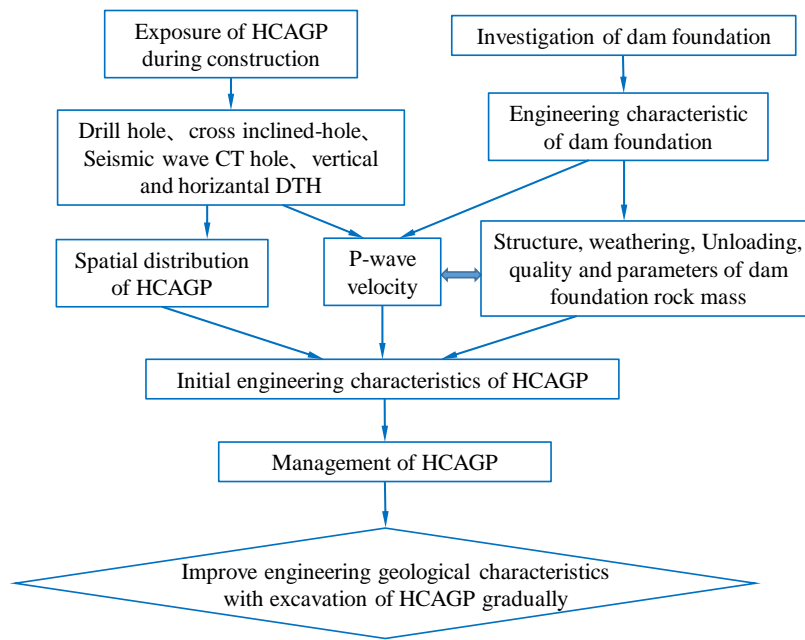 Exposure of HCAGP
during construction
Investigation of dam foundation
Drill hole、cross inclined-hole、
Seismic wave CT hole、vertical
and horizantal DTH
Engineering characteristic
of dam foundation
Spatial distribution
of HCAGP
P-wave
velocity
Structure, weathering, Unloading,
quality and parameters of dam
foundation rock mass
Initial engineering characteristics of HCAGP
Management of HCAGP
Improve engineering geological characteristics
with excavation of HCAGP gradually